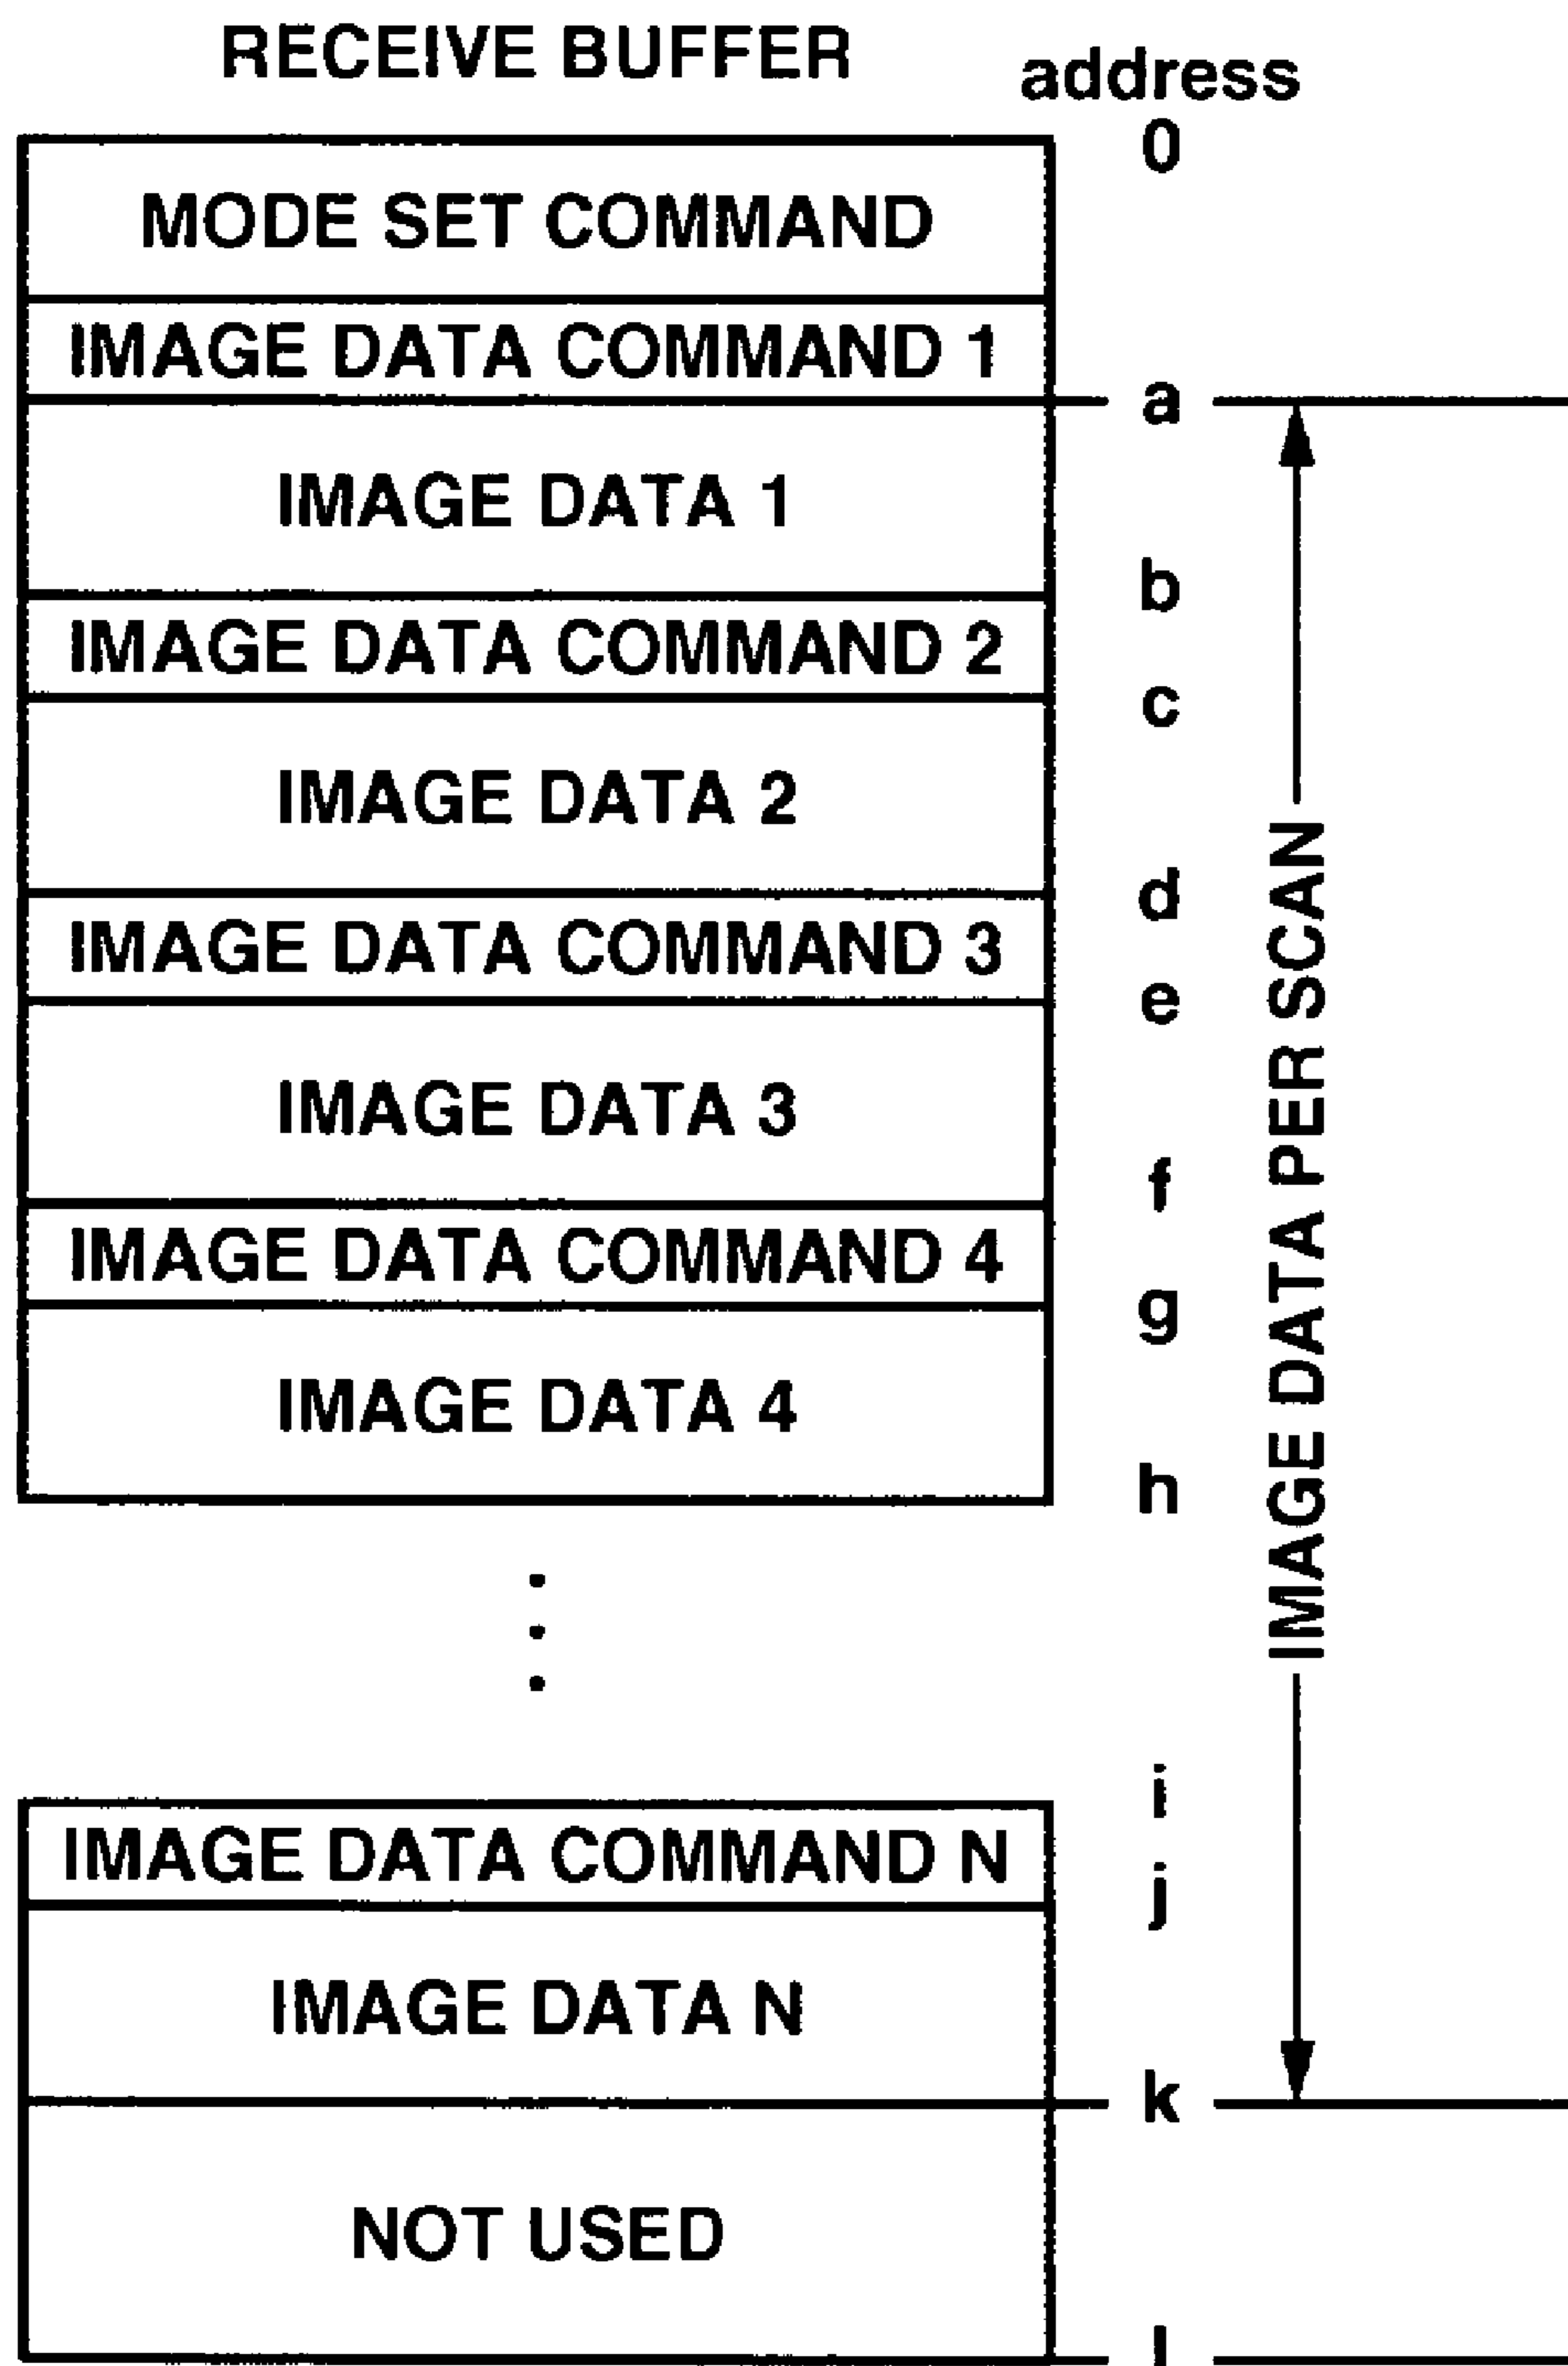 RECEIVE BUFFER
address
0
MODE SET COMMAND
IMAGE DATA COMMAND 1
a
IMAGE DATA 1
b
IMAGE DATA COMMAND 2
c
IMAGE DATA 2
d
IMAGE DATA COMMAND 3
e
IMAGE DATA 3
f
IMAGE DATA COMMAND 4
g
IMAGE DATA 4
h
IMAGE DATA PER SCAN
i
IMAGE DATA COMMAND N
j
IMAGE DATA N
k
NOT USED
l